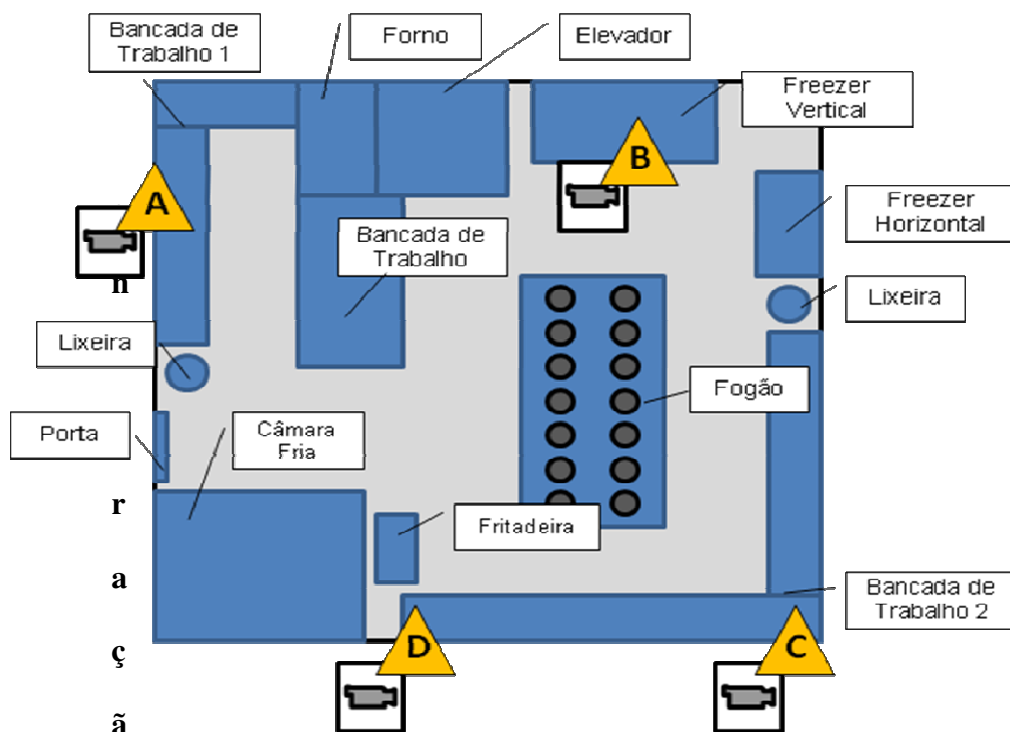 Bancada de
Trabalho 1
Forno
Elevador
Freezer
Vertical
B
A
Freezer
Horizontal
Bancada de
Trabalho
n
Lixeira
Lixeira
Fogão
Porta
Câmara
Fria
r
Fritadeira
a
Bancada de
Trabalho 2
D
C
ç
ã